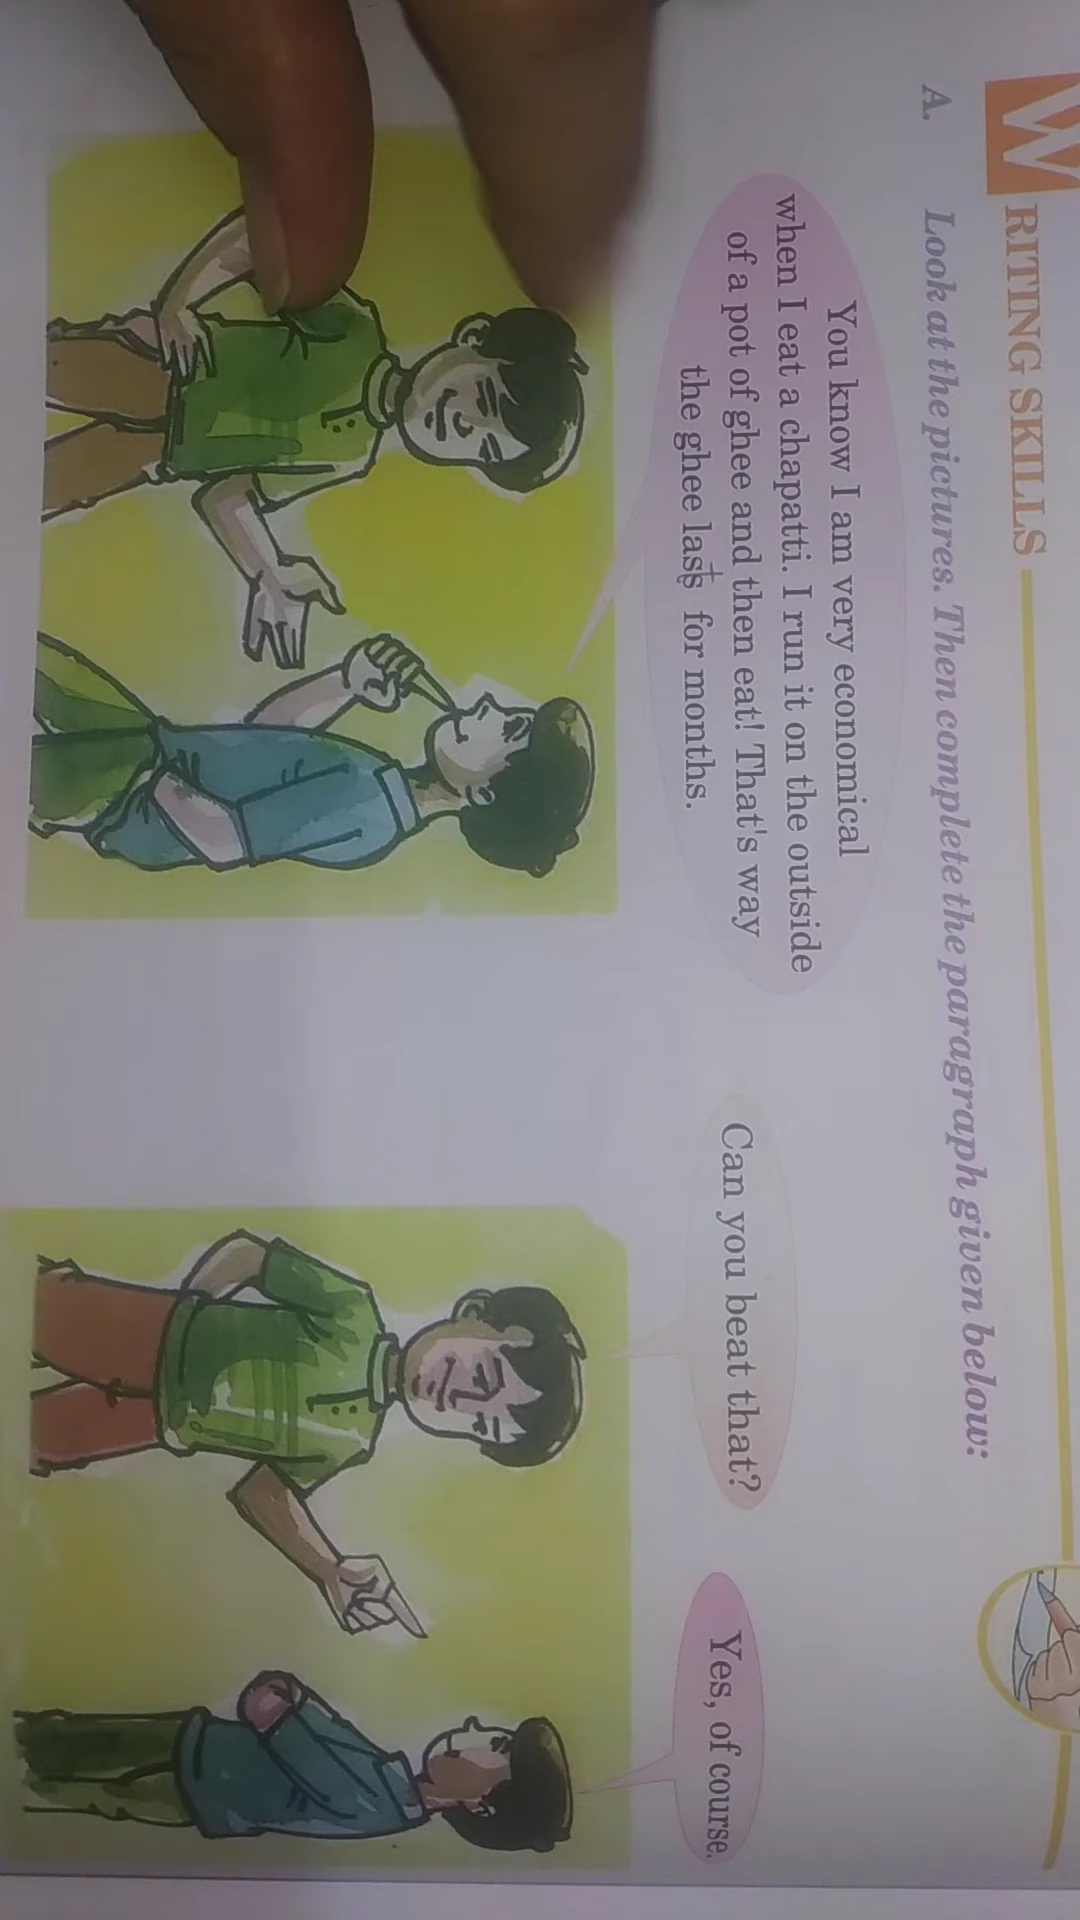 WRITING SKILLS
A. Look at the pictures. Then complete the paragraph given below:
You know I am very economical
when I eat a chapatti. I run it on the outside
of a pot of ghee and then eat! That's way
the ghee last for months.
Can you beat that?
Yes, of course.